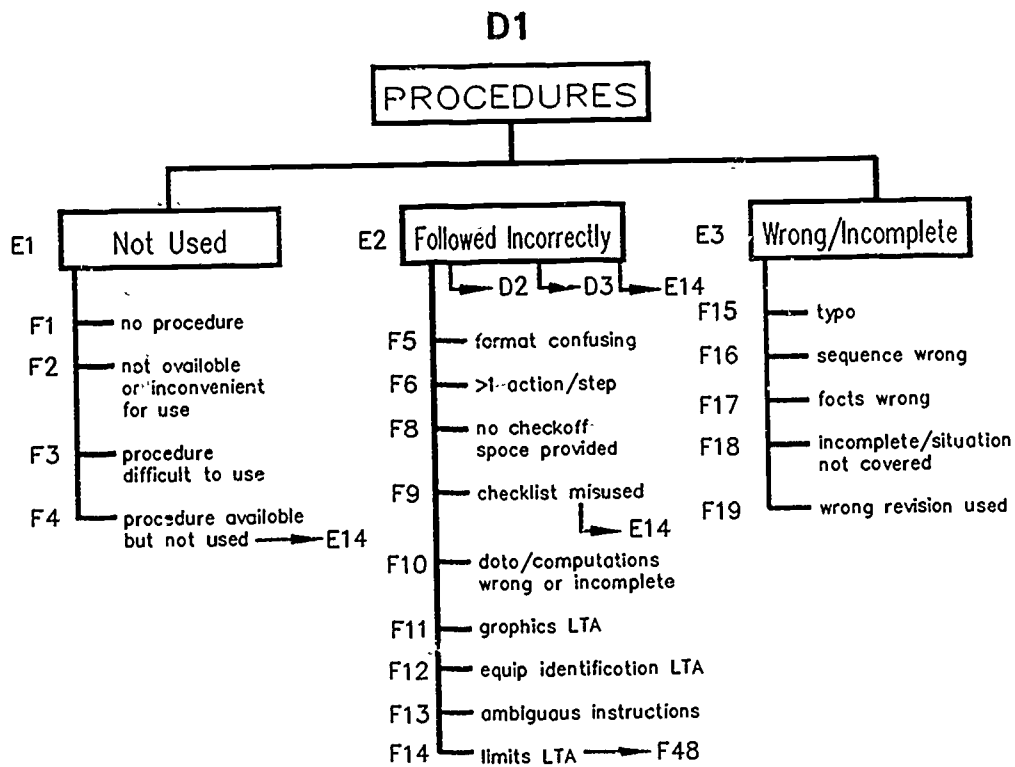 D1
PROCEDURES
E1 Not Used
F1 no procedure
F2 not available
or inconvenient
for use
F3 procedure
difficult to use
F4 procedure available
but not used E14
E2 Followed Incorrectly
D2 D3 E14
F5 format confusing
F6 >1 action/step
F8 no checkoff
space provided
F9 checklist misused
E14
F10 data/computations
wrong or incomplete
F11 graphics LTA
F12 equip identification LTA
F13 ambiguous instructions
F14 limits LTA F48
E3 Wrong/Incomplete
F15 typo
F16 sequence wrong
F17 facts wrong
F18 incomplete/situation
not covered
F19 wrong revision used